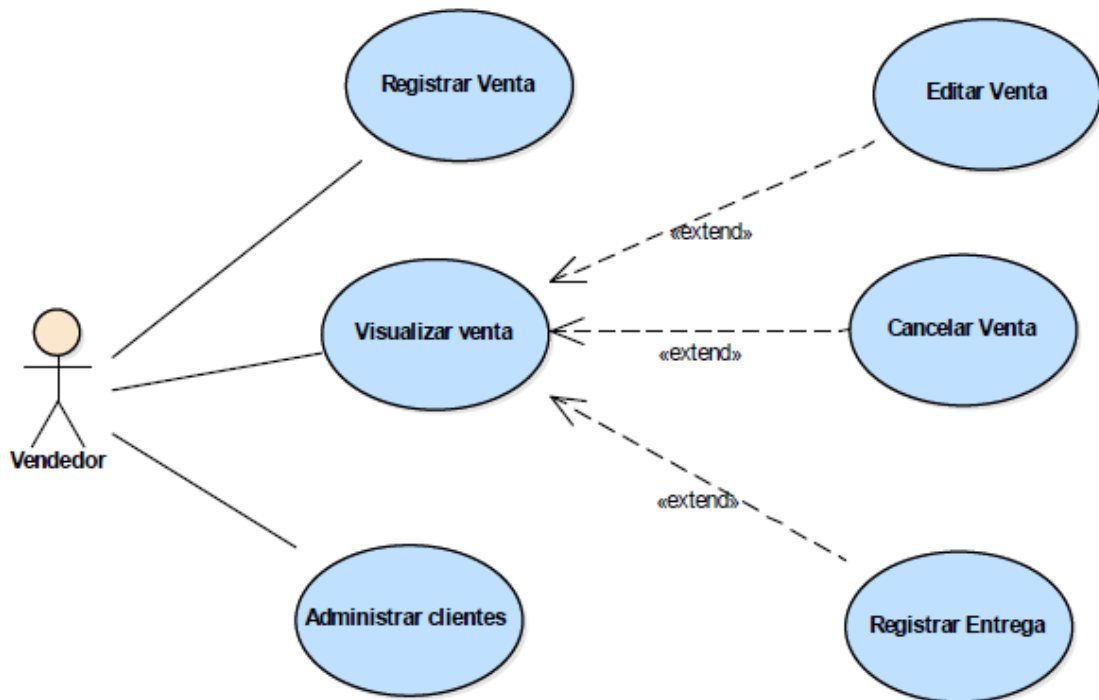 Registrar Venta
Editar Venta
«extend»
Visualizar venta
Cancelar Venta
«extend»
Vendedor
«extend»
Administrar clientes
Registrar Entrega